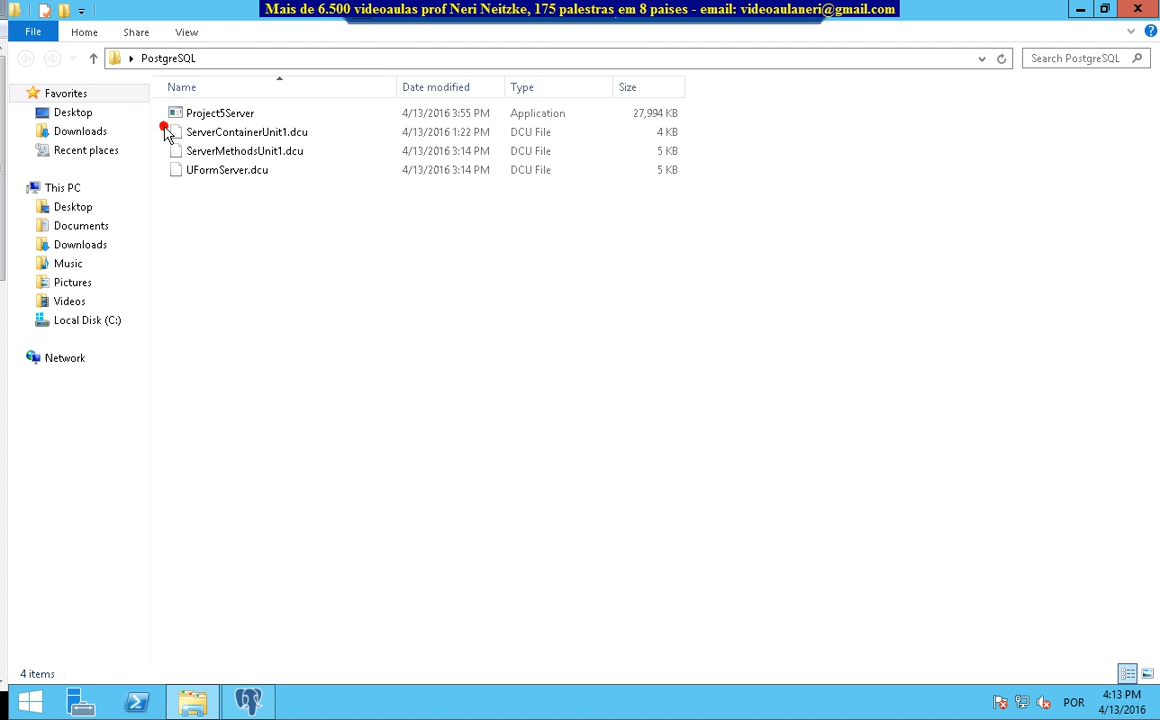 Mais de 6.500 videoaulas prof Neri Neitzke, 175 palestras em 8 paises - email: videoaulaneri@gmail.com
File Home Share View
PostgreSQL
Search PostgreSQL
Name Date modified Type Size
Favorites
Desktop
Downloads
Recent places
This PC
Desktop
Documents
Downloads
Music
Pictures
Videos
Local Disk (C:)
Network
Project5Server 4/13/2016 3:55 PM Application 27,994 KB
ServerContainerUnit1.dcu 4/13/2016 1:22 PM DCU File 4 KB
ServerMethodsUnit1.dcu 4/13/2016 3:14 PM DCU File 5 KB
UFormServer.dcu 4/13/2016 3:14 PM DCU File 5 KB
4 items
POR
4:13 PM
4/13/2016